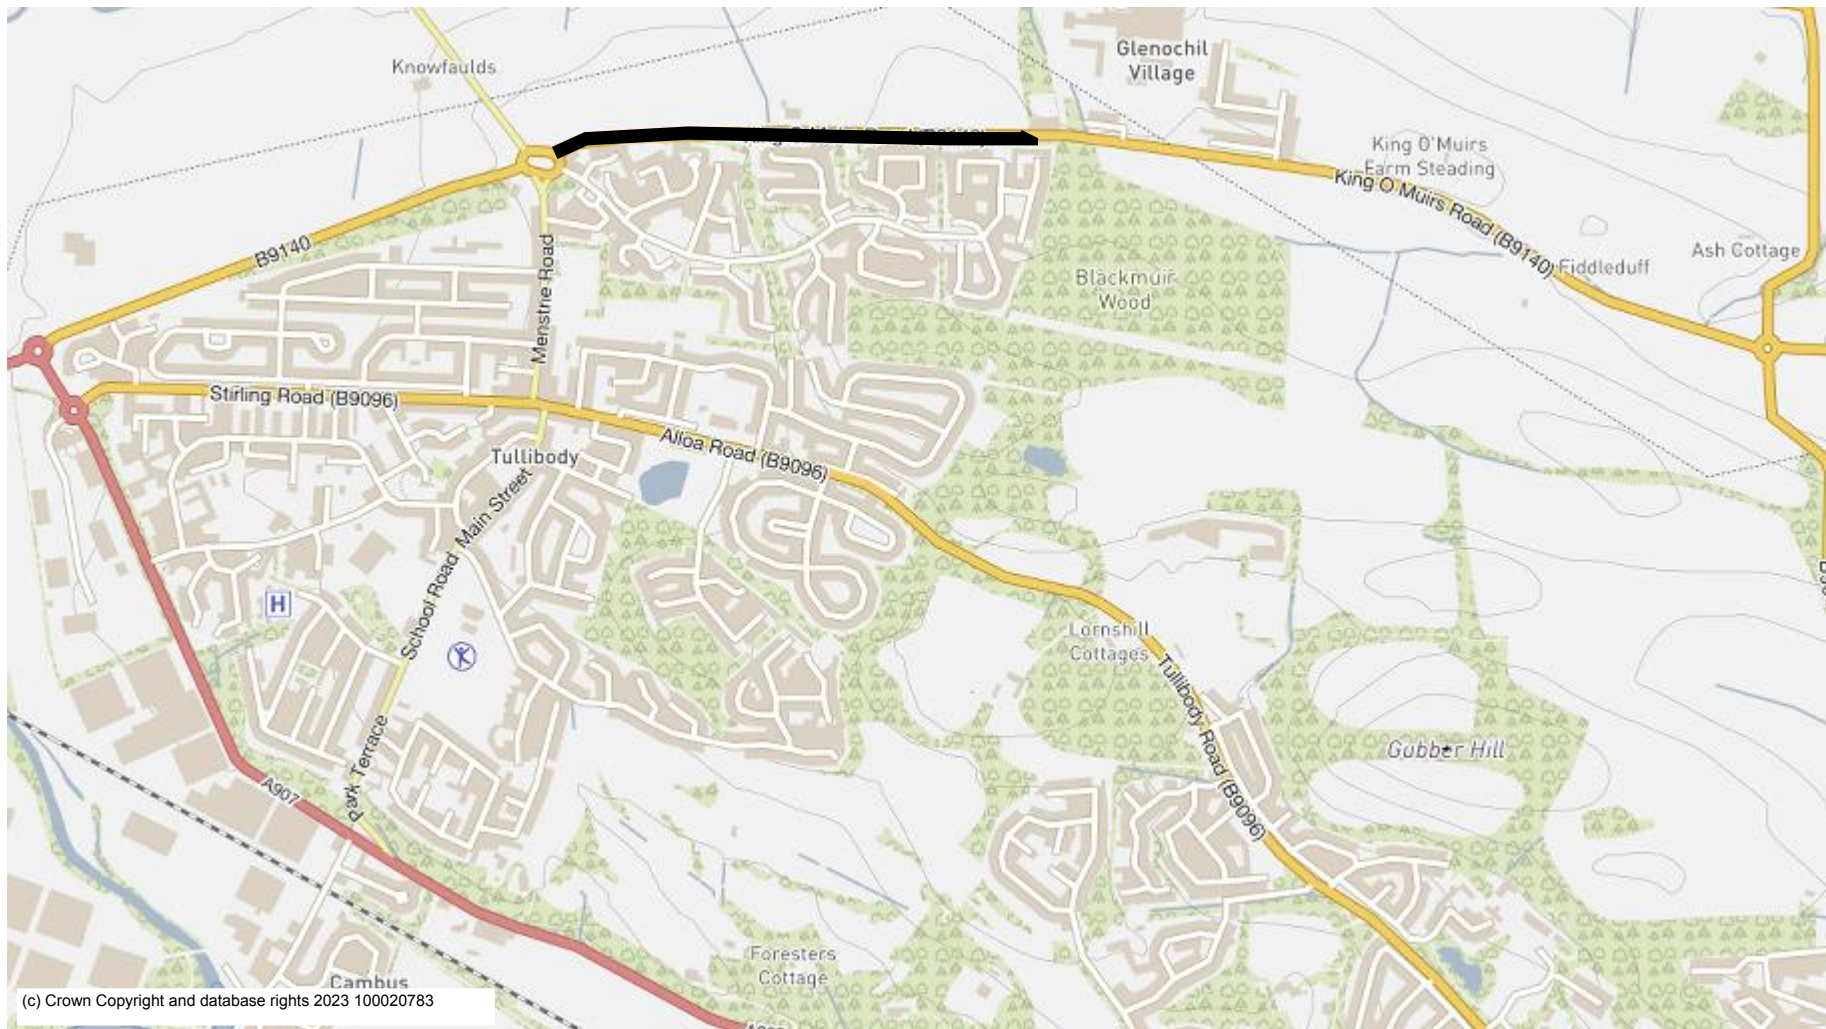 Knowfaulds
Glenochil
Village
King O'Muirs
Farm Steading
King O Muirs Road (B9140)
Ash Cottage
Fiddleduff
B9140
Menstrie Road
Blackmuir
Wood
Stirling Road (B9096)
Alloa Road (B9096)
Tullibody
Main Street
School Road
H
Lornshill
Cottages
Tullibody Road (B9096)
Gubber Hill
Park Terrace
A907
Foresters
Cottage
Cambus
(c) Crown Copyright and database rights 2023 100020783